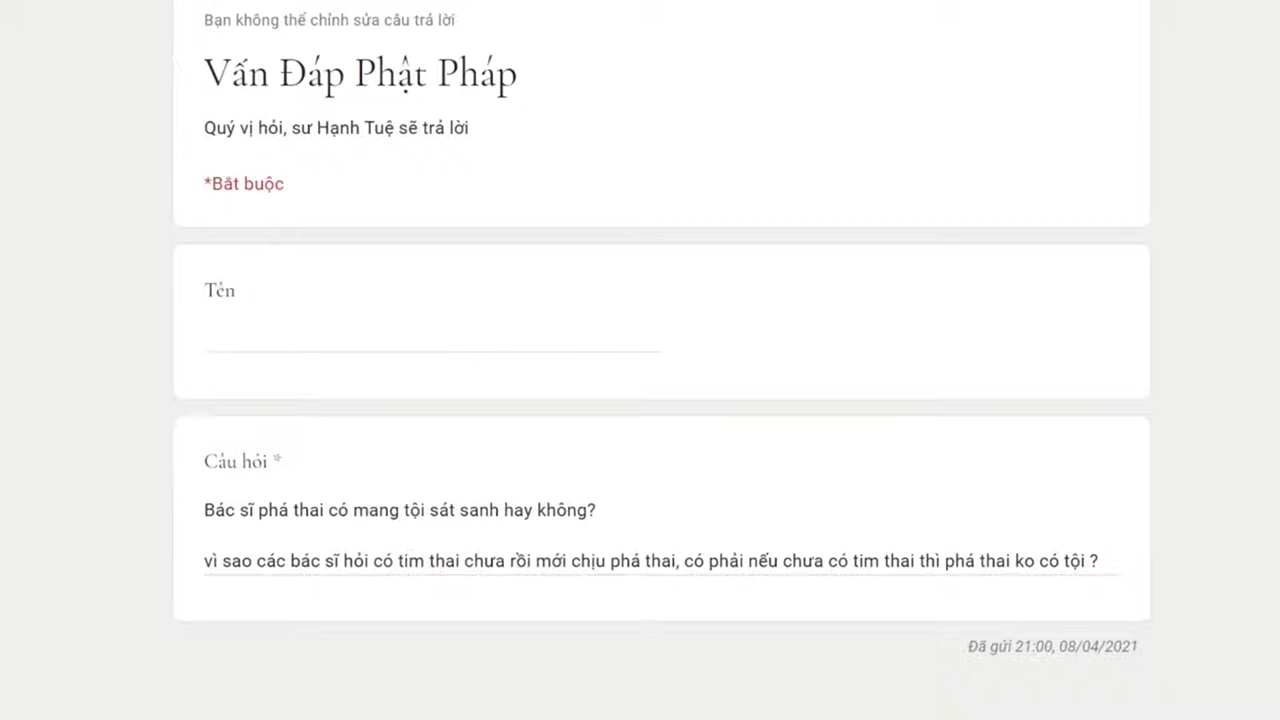 Bạn không thể chỉnh sửa câu trả lời
Vấn Đáp Phật Pháp
Quý vị hỏi, sư Hạnh Tuệ sẽ trả lời
*Bắt buộc
Tên
Câu hỏi *
Bác sĩ phá thai có mang tội sát sanh hay không?
vì sao các bác sĩ hỏi có tim thai chưa rồi mới chịu phá thai, có phải nếu chưa có tim thai thì phá thai ko có tội ?
Đã gửi 21:00, 08/04/2021